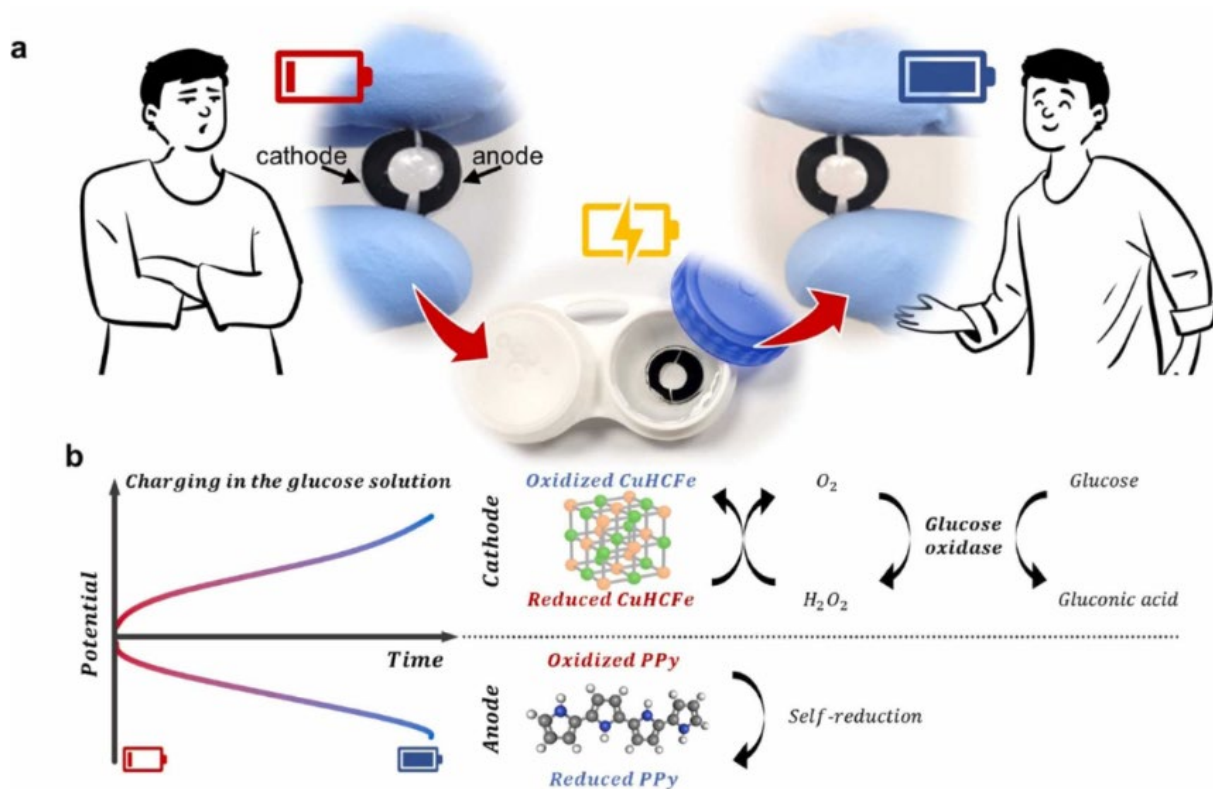 a
cathode
anode
b
Charging in the glucose solution
Potential
Time
Cathode
Oxidized CuHCFe
Reduced CuHCFe
O₂
H₂O₂
Glucose oxidase
Glucose
Gluconic acid
Anode
Oxidized PPy
Reduced PPy
Self-reduction